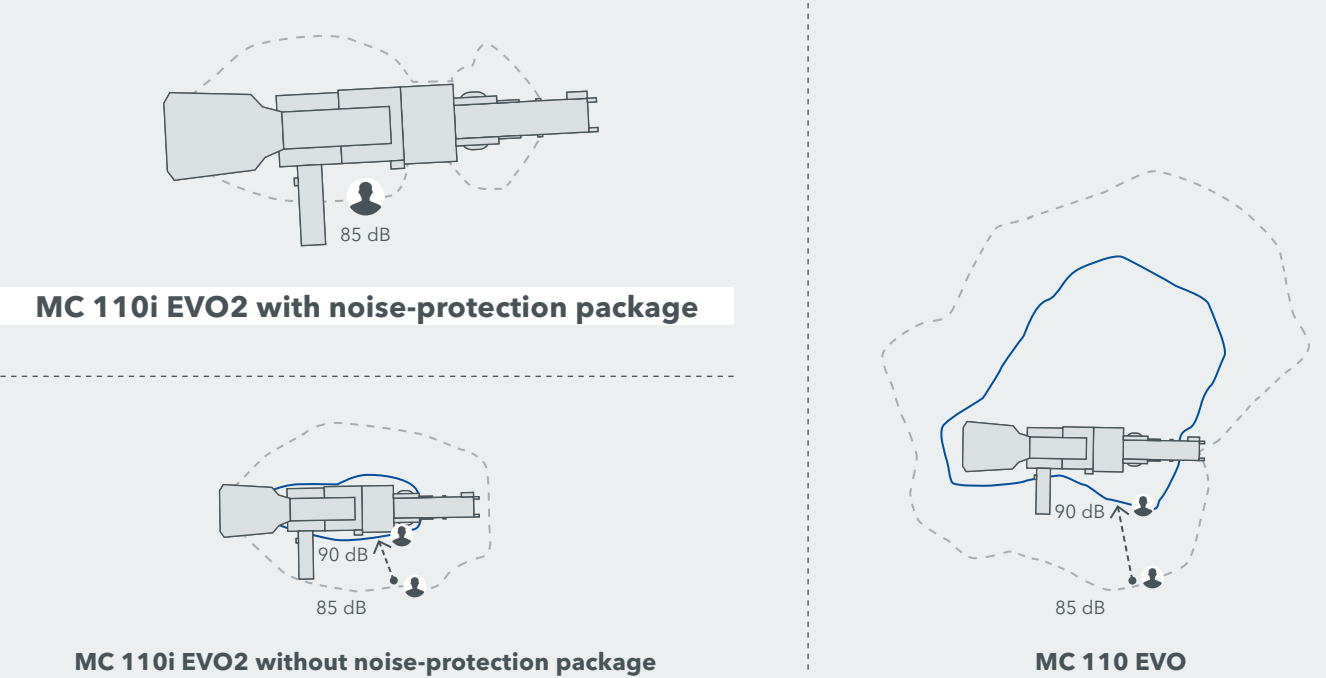 85 dB
MC 110i EVO2 with noise-protection package
90 dB
85 dB
MC 110i EVO2 without noise-protection package
90 dB
85 dB
MC 110 EVO